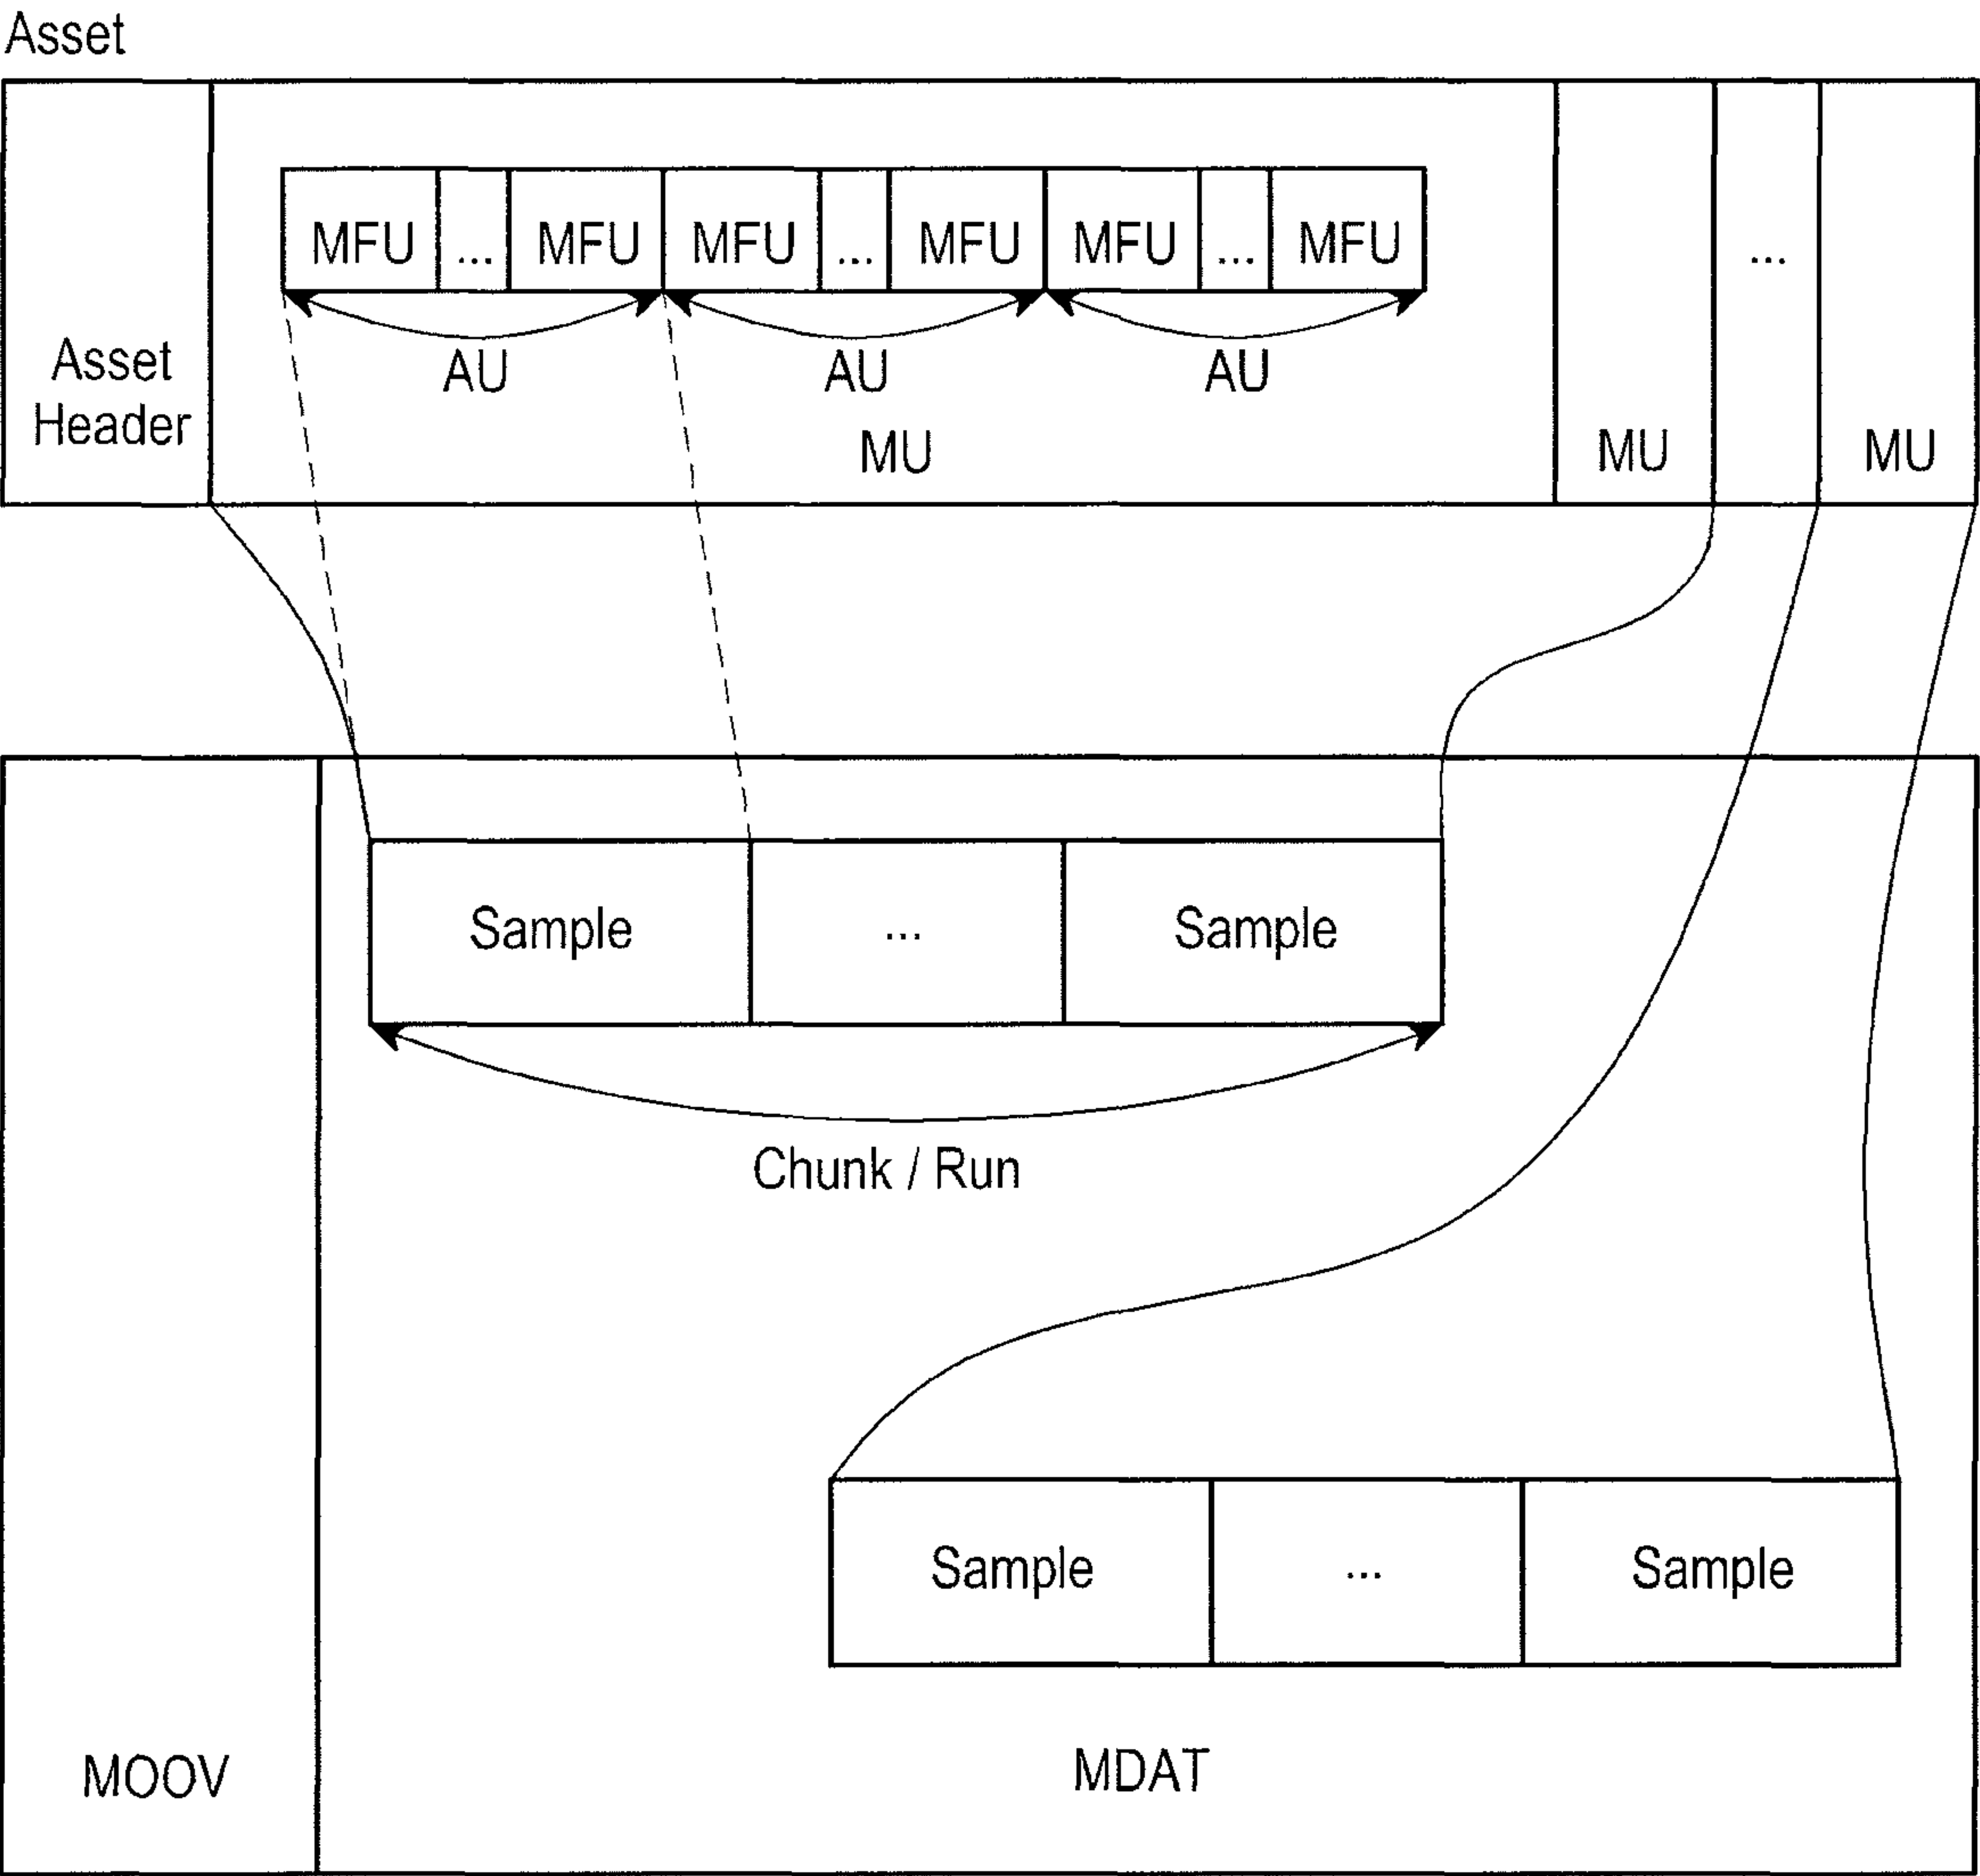 Asset
MFU ... MFU MFU ... MFU MFU ... MFU
...
AU AU AU
Asset
Header
MU MU MU
Sample ... Sample
Chunk / Run
Sample ... Sample
MOOV MDAT